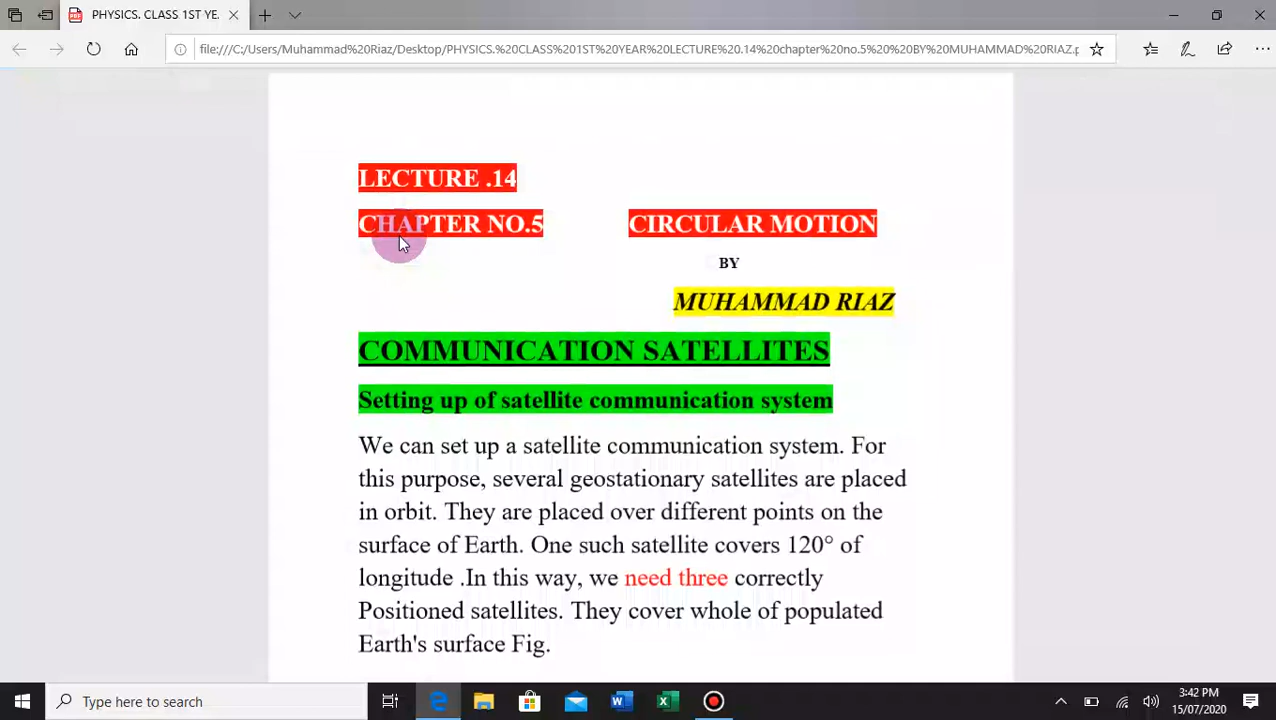 PHYSICS. CLASS 1ST YE.
file:///C:/Users/Muhammad%20Riaz/Desktop/PHYSICS.%20CLASS%201ST%20YEAR%20LECTURE%20.14%20chapter%20no.5%20%20BY%20MUHAMMAD%20RIAZ.p
LECTURE .14
CHAPTER NO.5 CIRCULAR MOTION
BY
MUHAMMAD RIAZ
COMMUNICATION SATELLITES
Setting up of satellite communication system
We can set up a satellite communication system. For
this purpose, several geostationary satellites are placed
in orbit. They are placed over different points on the
surface of Earth. One such satellite covers 120° of
longitude .In this way, we need three correctly
Positioned satellites. They cover whole of populated
Earth's surface Fig.
Type here to search
3:42 PM
15/07/2020